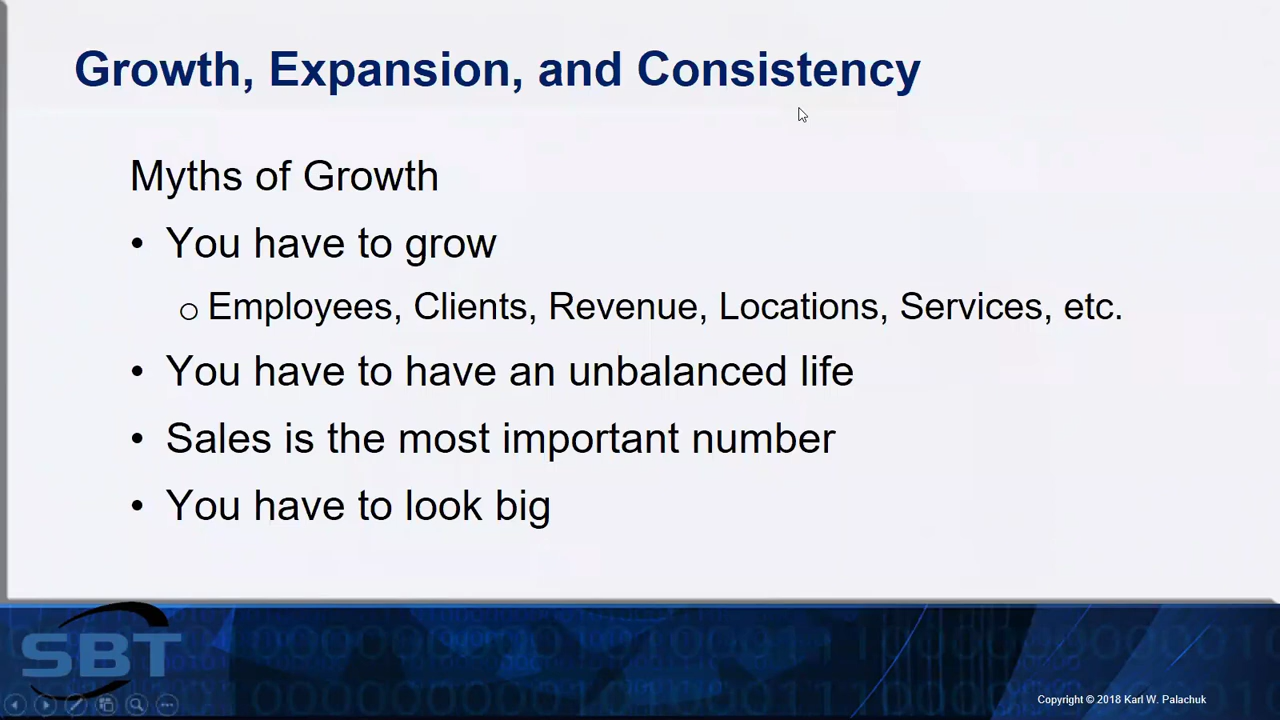 Growth, Expansion, and Consistency
Myths of Growth
• You have to grow
o Employees, Clients, Revenue, Locations, Services, etc.
• You have to have an unbalanced life
• Sales is the most important number
• You have to look big
SBT
Copyright © 2018 Karl W. Palachuk